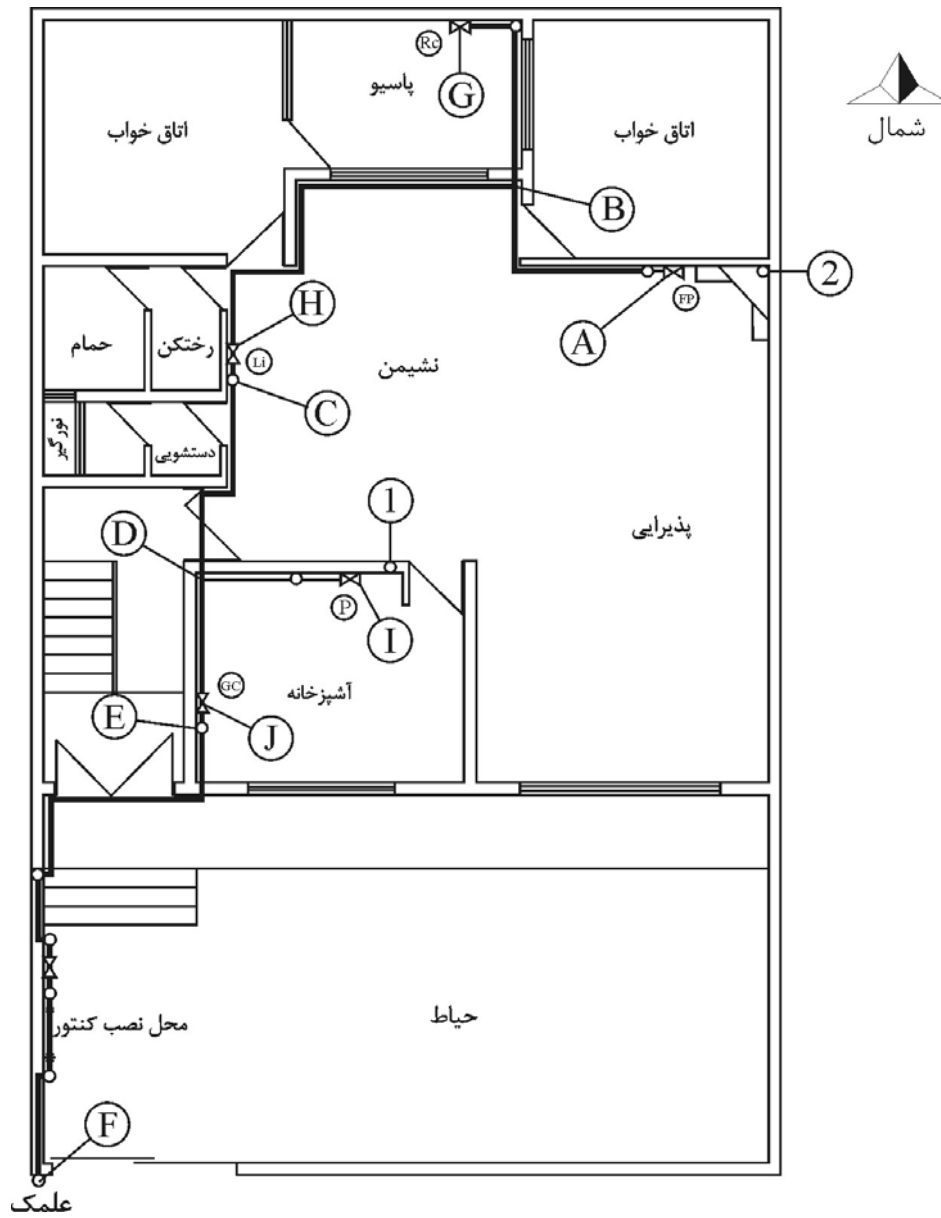 Rc
G
پاسیو
اتاق خواب
اتاق خواب
شمال
B
2
H
A
FP
حمام
رختکن
Li
نشیمن
C
نورگیر
دستشویی
1
D
پذیرایی
P
I
GC
آشپزخانه
E
J
محل نصب کنتور
حیاط
F
علمک